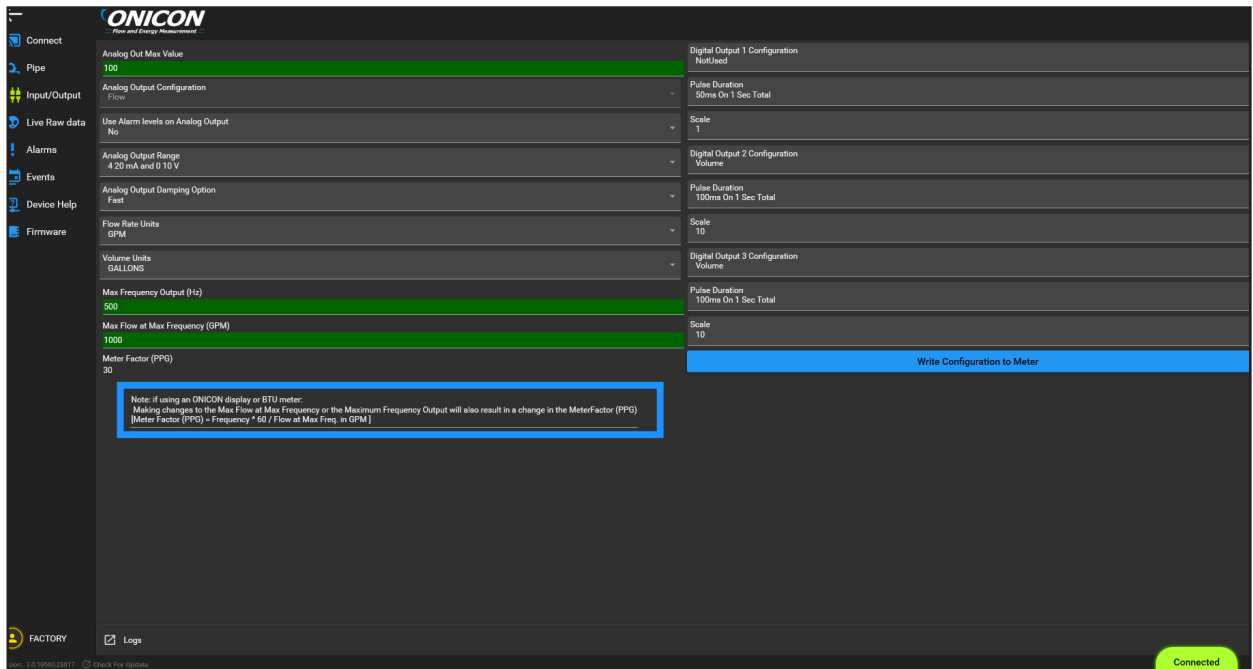 ONICON
Flow and Energy Measurement
Connect
Pipe
Input/Output
Live Raw data
Alarms
Events
Device Help
Firmware
Analog Out Max Value
100
Analog Output Configuration
Flow
Use Alarm levels on Analog Output
No
Analog Output Range
4 20 mA and 0 10 V
Analog Output Damping Option
Fast
Flow Rate Units
GPM
Volume Units
GALLONS
Max Frequency Output (Hz)
500
Max Flow at Max Frequency (GPM)
1000
Meter Factor (PPG)
30
Note: if using an ONICON display or BTU meter:
Making changes to the Max Flow at Max Frequency or the Maximum Frequency Output will also result in a change in the MeterFactor (PPG)
[Meter Factor (PPG) = Frequency * 60 / Flow at Max Freq. in GPM ]
Digital Output 1 Configuration
NotUsed
Pulse Duration
50ms On 1 Sec Total
Scale
1
Digital Output 2 Configuration
Volume
Pulse Duration
100ms On 1 Sec Total
Scale
10
Digital Output 3 Configuration
Volume
Pulse Duration
100ms On 1 Sec Total
Scale
10
Write Configuration to Meter
FACTORY
Logs
Check For Update
Connected